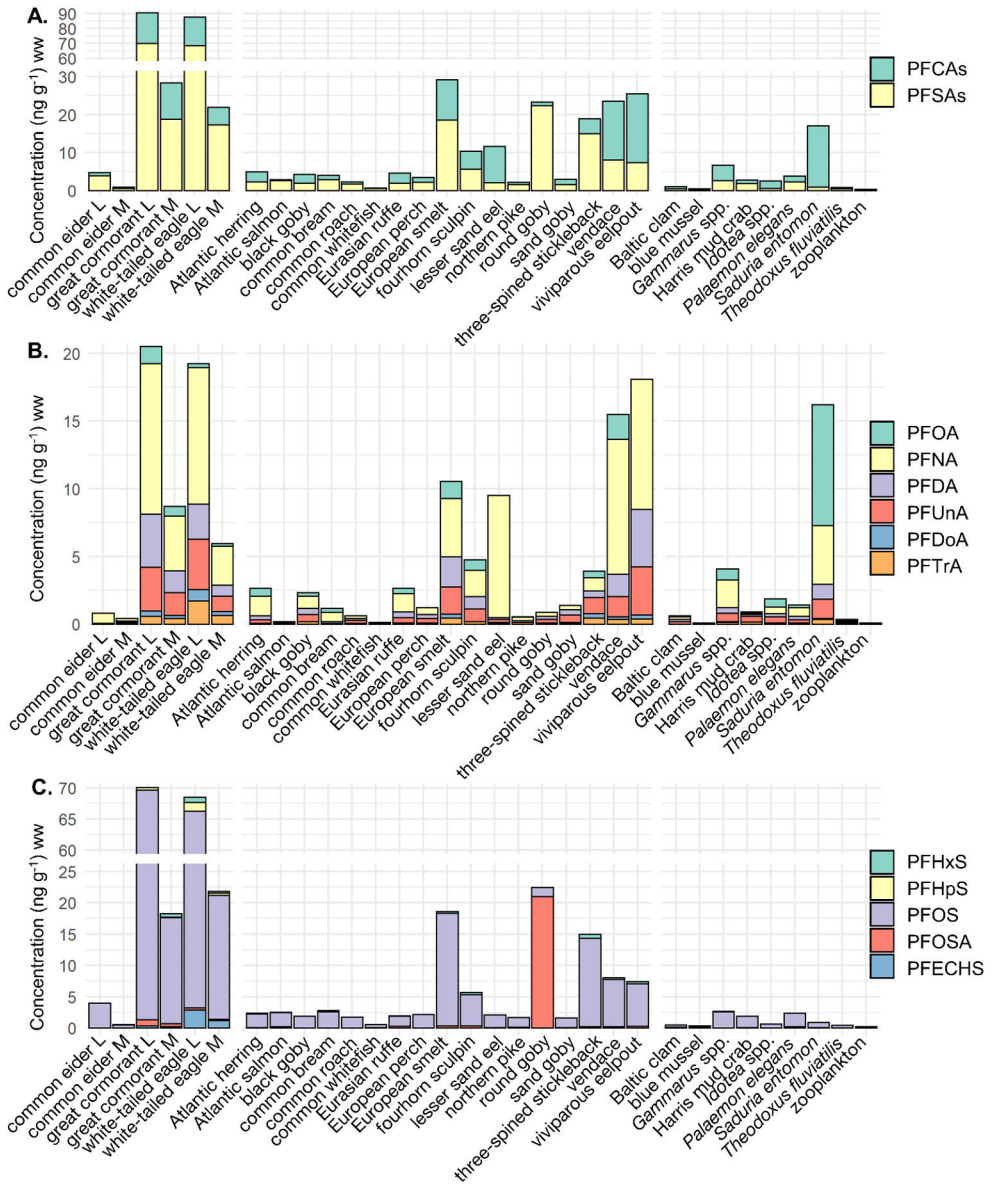 A.
Concentration (ng g⁻¹) ww
90
80
70
60
30
20
10
0
PFCAs
PFSAs
common eider L
common eider M
great cormorant L
great cormorant M
white-tailed eagle L
white-tailed eagle M
Atlantic herring
Atlantic salmon
black goby
common bream
common roach
common whitefish
Eurasian ruffe
European perch
European smelt
fourhorn sculpin
lesser sand eel
northern pike
round goby
sand goby
three-spined stickleback
vendace
viviparous eelpout
Baltic clam
blue mussel
Gammarus spp.
Harris mud crab
Idotea spp.
Palaemon elegans
Saduria entomon
Theodoxus fluviatilis
zooplankton
B.
Concentration (ng g⁻¹) ww
20
15
10
5
0
PFOA
PFNA
PFDA
PFUnA
PFDoA
PFTrA
common eider L
common eider M
great cormorant L
great cormorant M
white-tailed eagle L
white-tailed eagle M
Atlantic herring
Atlantic salmon
black goby
common bream
common roach
common whitefish
Eurasian ruffe
European perch
European smelt
fourhorn sculpin
lesser sand eel
northern pike
round goby
sand goby
three-spined stickleback
vendace
viviparous eelpout
Baltic clam
blue mussel
Gammarus spp.
Harris mud crab
Idotea spp.
Palaemon elegans
Saduria entomon
Theodoxus fluviatilis
zooplankton
C.
Concentration (ng g⁻¹) ww
70
65
60
25
20
15
10
5
0
PFHxS
PFHpS
PFOS
PFOSA
PFECHS
common eider L
common eider M
great cormorant L
great cormorant M
white-tailed eagle L
white-tailed eagle M
Atlantic herring
Atlantic salmon
black goby
common bream
common roach
common whitefish
Eurasian ruffe
European perch
European smelt
fourhorn sculpin
lesser sand eel
northern pike
round goby
sand goby
three-spined stickleback
vendace
viviparous eelpout
Baltic clam
blue mussel
Gammarus spp.
Harris mud crab
Idotea spp.
Palaemon elegans
Saduria entomon
Theodoxus fluviatilis
zooplankton